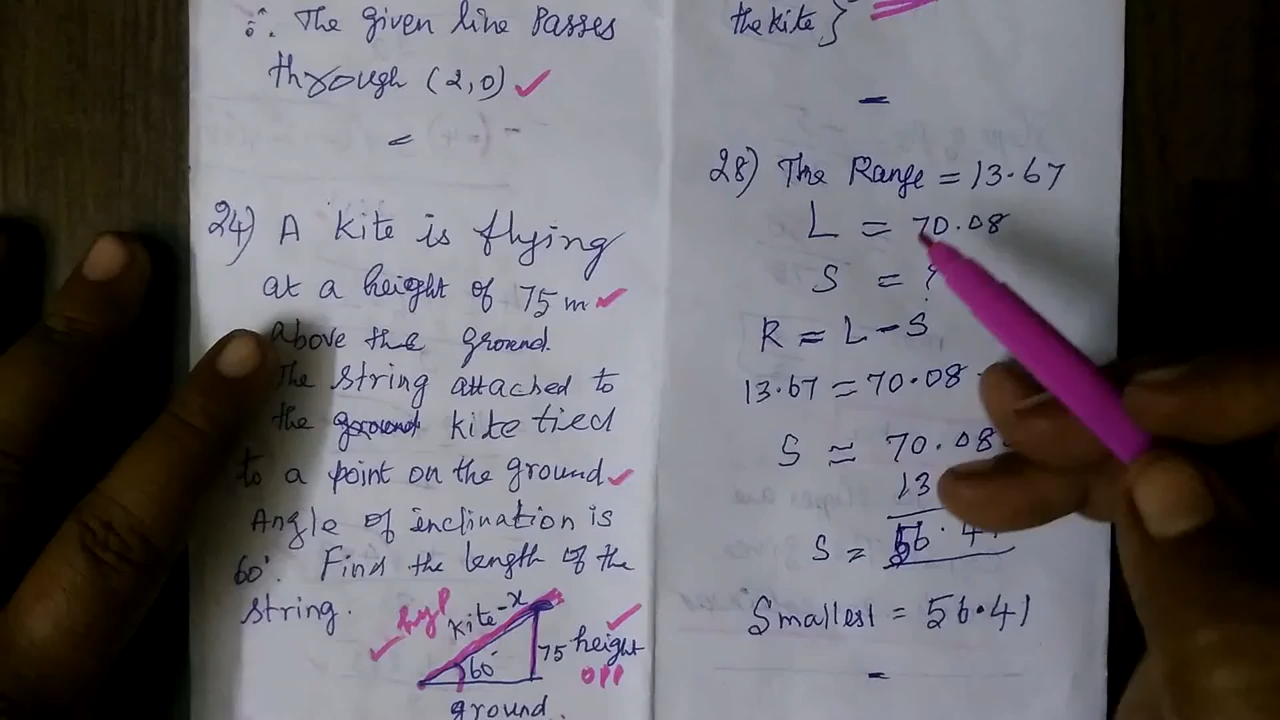 ∴ The given line Passes
through (2,0) ✓
=
24) A kite is flying
at a height of 75 m ✓
above the ground.
The string attached to
the ground kite tied
to a point on the ground ✓
Angle of inclination is
60°. Find the length of the
string.
hyp
kite - x
✓
✓
75 height
60°
opp
ground.
the kite }
28) The Range = 13.67
L = 70.08
S = ?
R = L - S
13.67 = 70.08 -
S = 70.08
13
S = 56.4
Smallest = 56.41